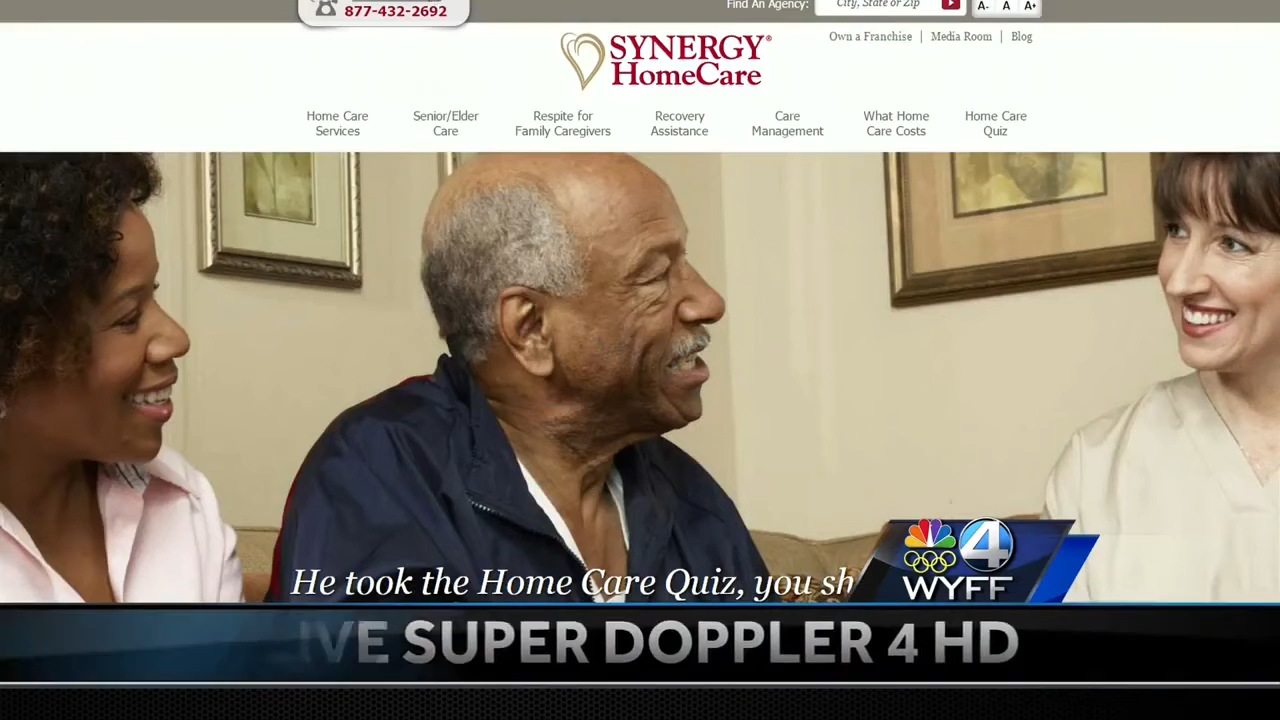 877-432-2692
Find An Agency:
City, State or Zip
A- A A+
Own a Franchise | Media Room | Blog
SYNERGY®
HomeCare
Home Care
Services
Senior/Elder
Care
Respite for
Family Caregivers
Recovery
Assistance
Care
Management
What Home
Care Costs
Home Care
Quiz
He took the Home Care Quiz, you sh
4
WYFF
IVE SUPER DOPPLER 4 HD